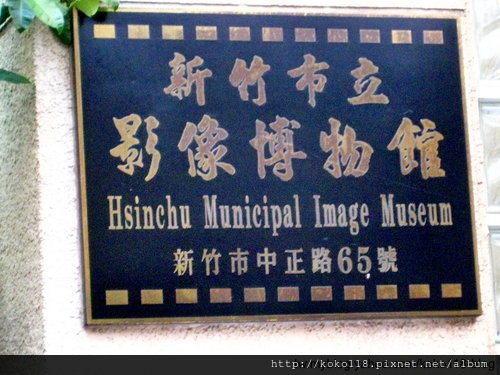 新竹市立
影像博物館
Hsinchu Municipal Image Museum
新竹市中正路65號
http://koko118.pixnet.net/album